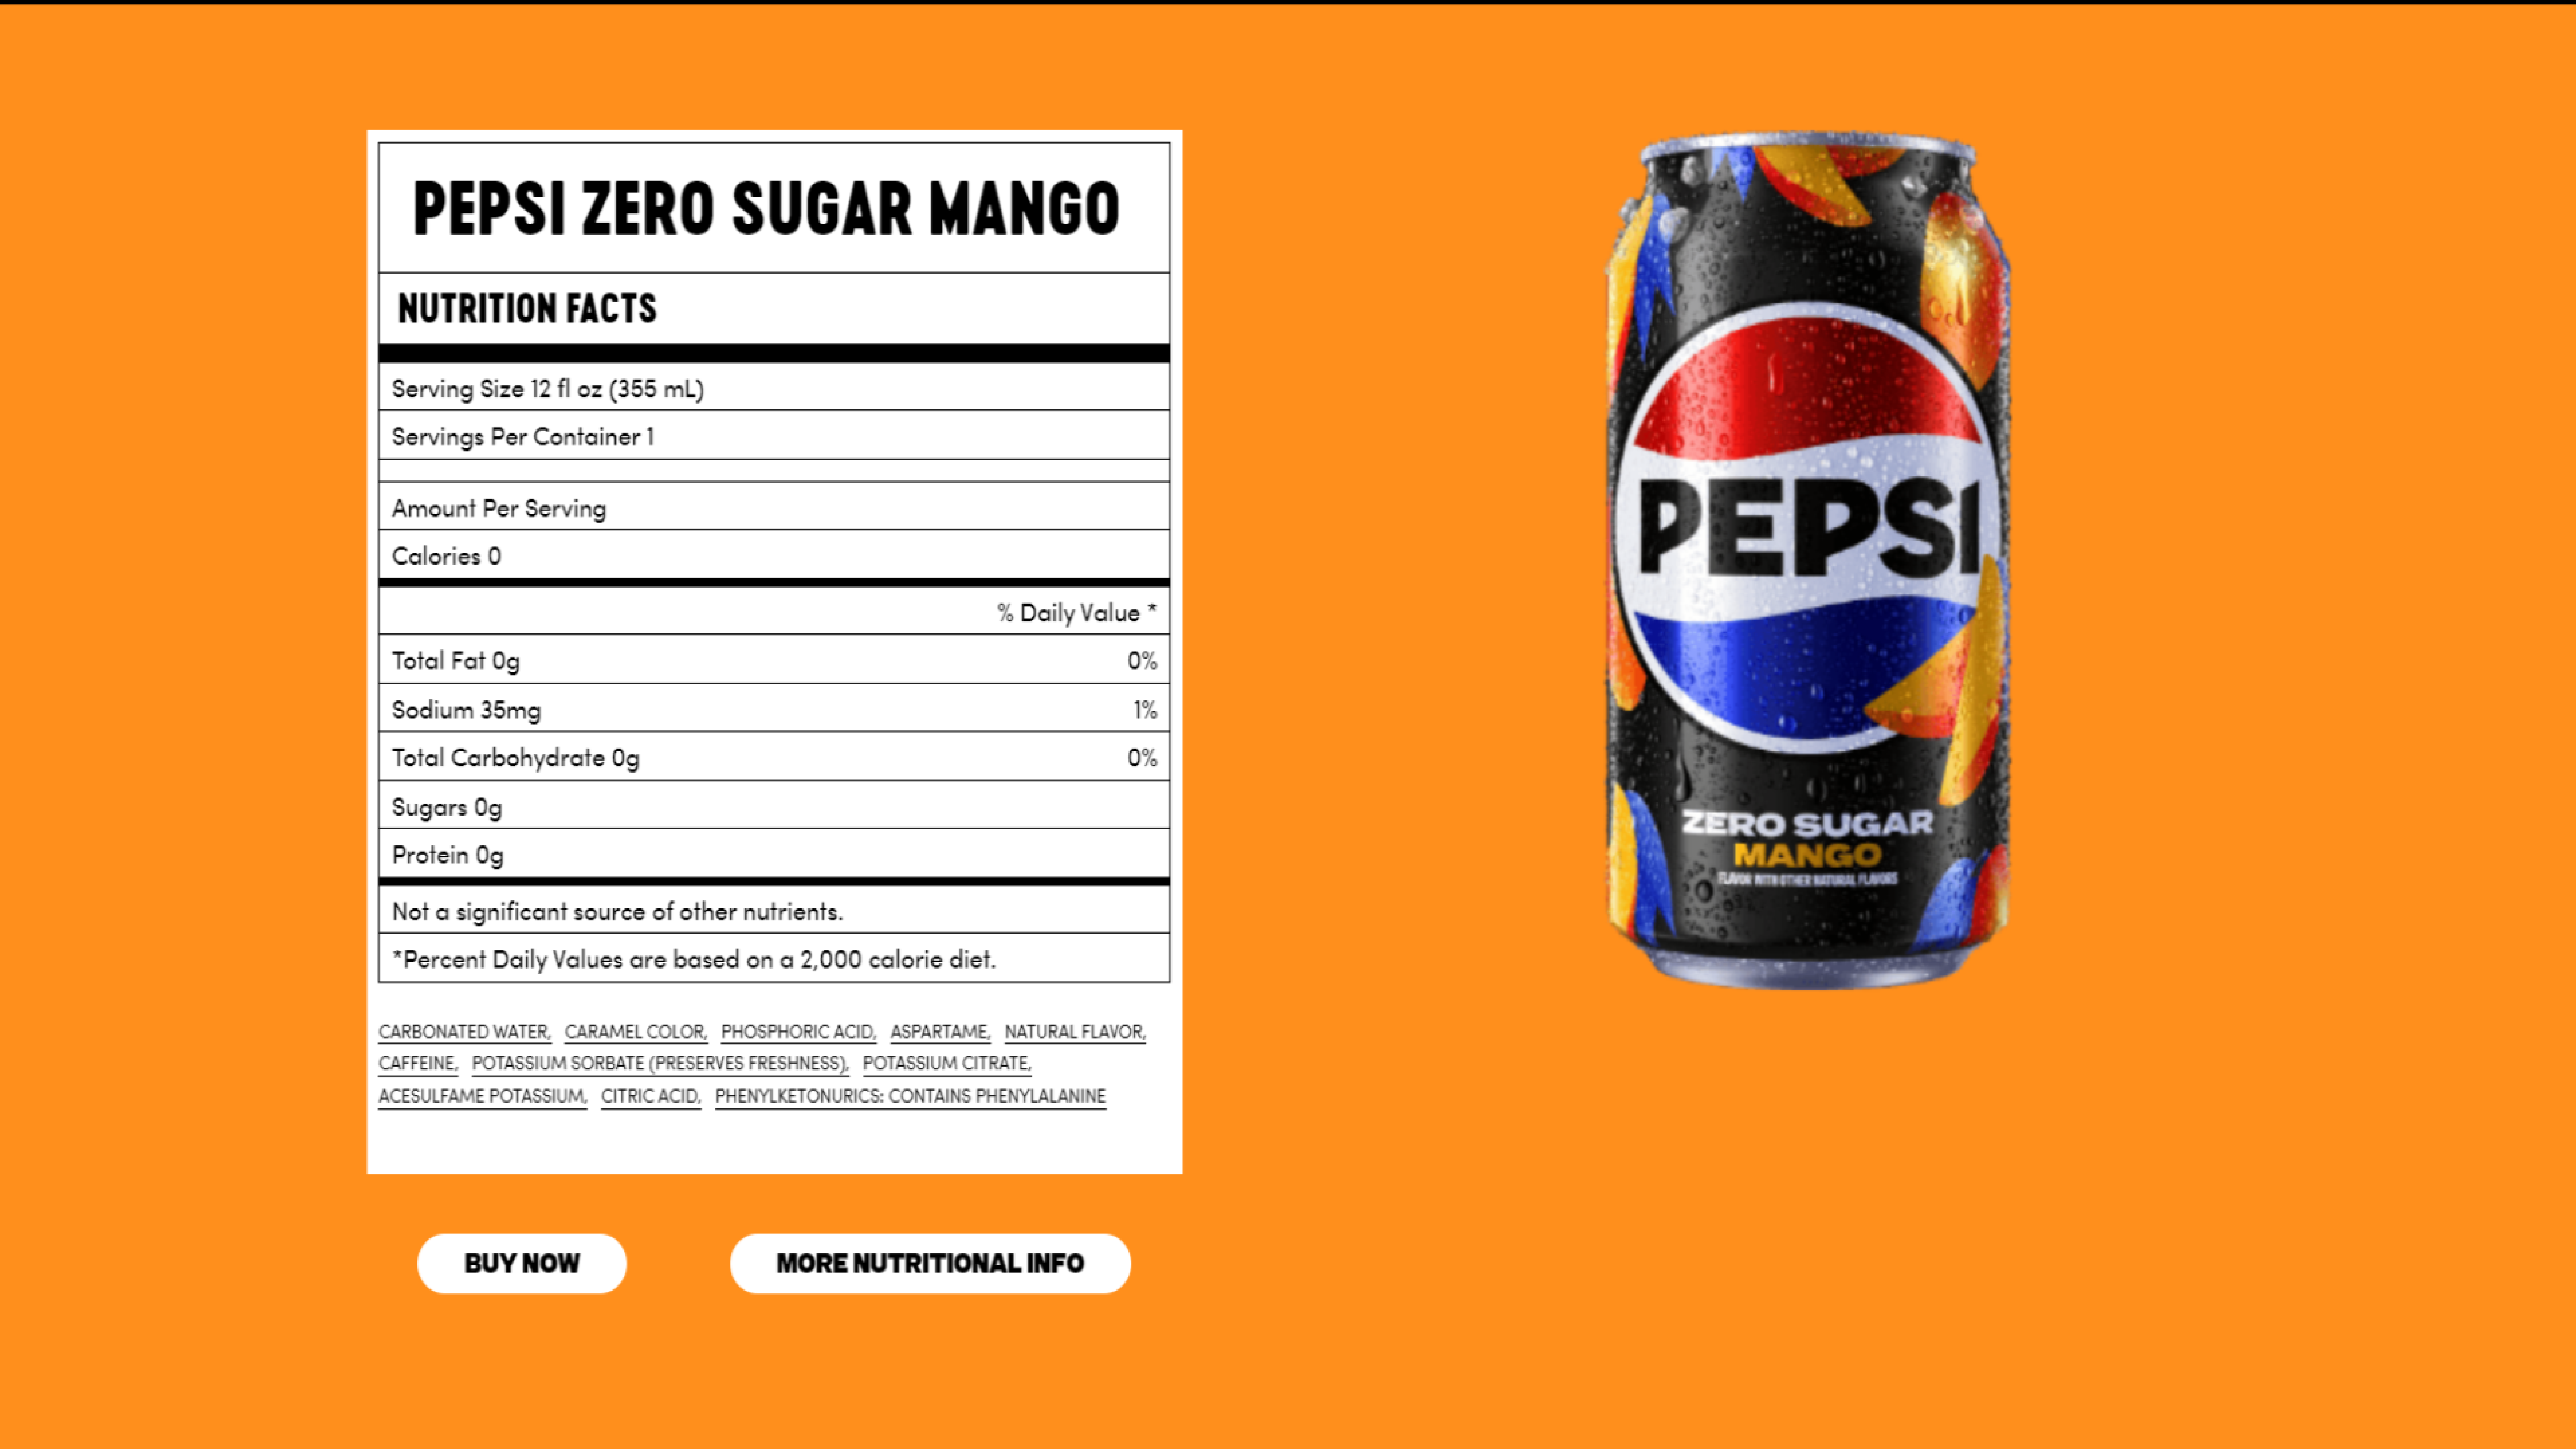 PEPSI ZERO SUGAR MANGO
NUTRITION FACTS
Serving Size 12 fl oz (355 mL)
Servings Per Container 1
Amount Per Serving
Calories 0
% Daily Value *
Total Fat 0g 0%
Sodium 35mg 1%
Total Carbohydrate 0g 0%
Sugars 0g
Protein 0g
Not a significant source of other nutrients.
*Percent Daily Values are based on a 2,000 calorie diet.
CARBONATED WATER, CARAMEL COLOR, PHOSPHORIC ACID, ASPARTAME, NATURAL FLAVOR,
CAFFEINE, POTASSIUM SORBATE (PRESERVES FRESHNESS), POTASSIUM CITRATE,
ACESULFAME POTASSIUM, CITRIC ACID, PHENYLKETONURICS: CONTAINS PHENYLALANINE
BUY NOW
MORE NUTRITIONAL INFO
PEPSI
ZERO SUGAR
MANGO
FLAVOR WITH OTHER NATURAL FLAVORS